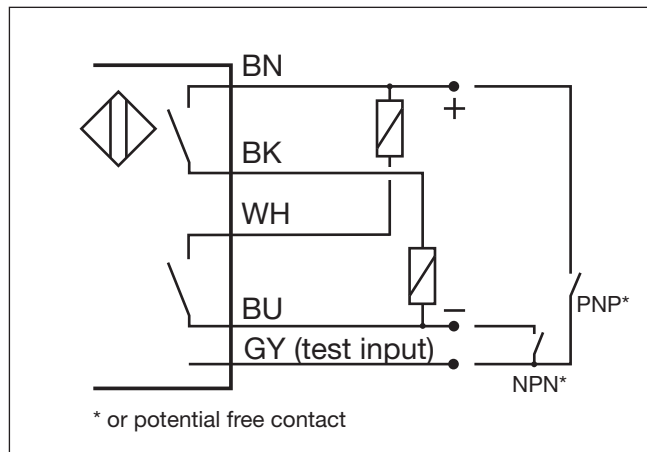 BN
+
BK
WH
BU
−
PNP*
GY (test input)
NPN*
* or potential free contact